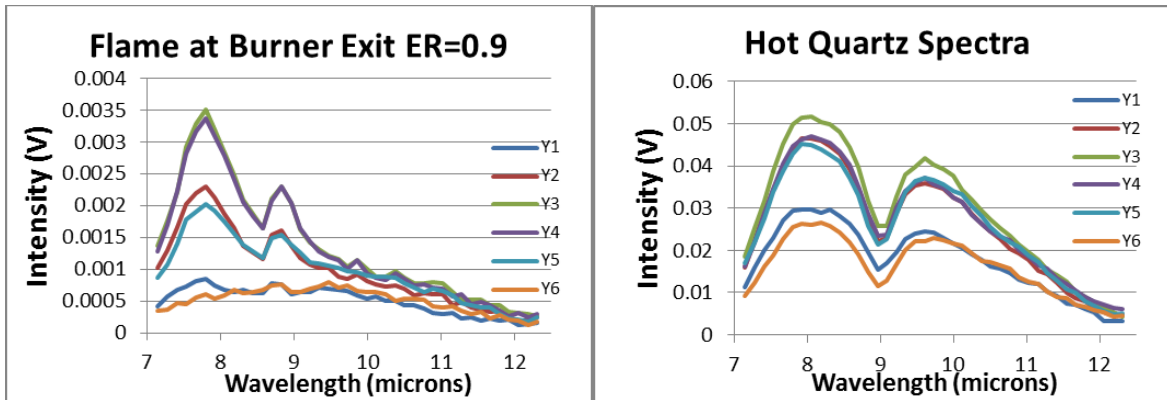 Flame at Burner Exit ER=0.9
Intensity (V)
0.004
0.0035
0.003
0.0025
0.002
0.0015
0.001
0.0005
0
7 8 9 10 11 12
Wavelength (microns)
Y1
Y2
Y3
Y4
Y5
Y6
Hot Quartz Spectra
Intensity (V)
0.06
0.05
0.04
0.03
0.02
0.01
0
7 8 9 10 11 12
Wavelength (microns)
Y1
Y2
Y3
Y4
Y5
Y6